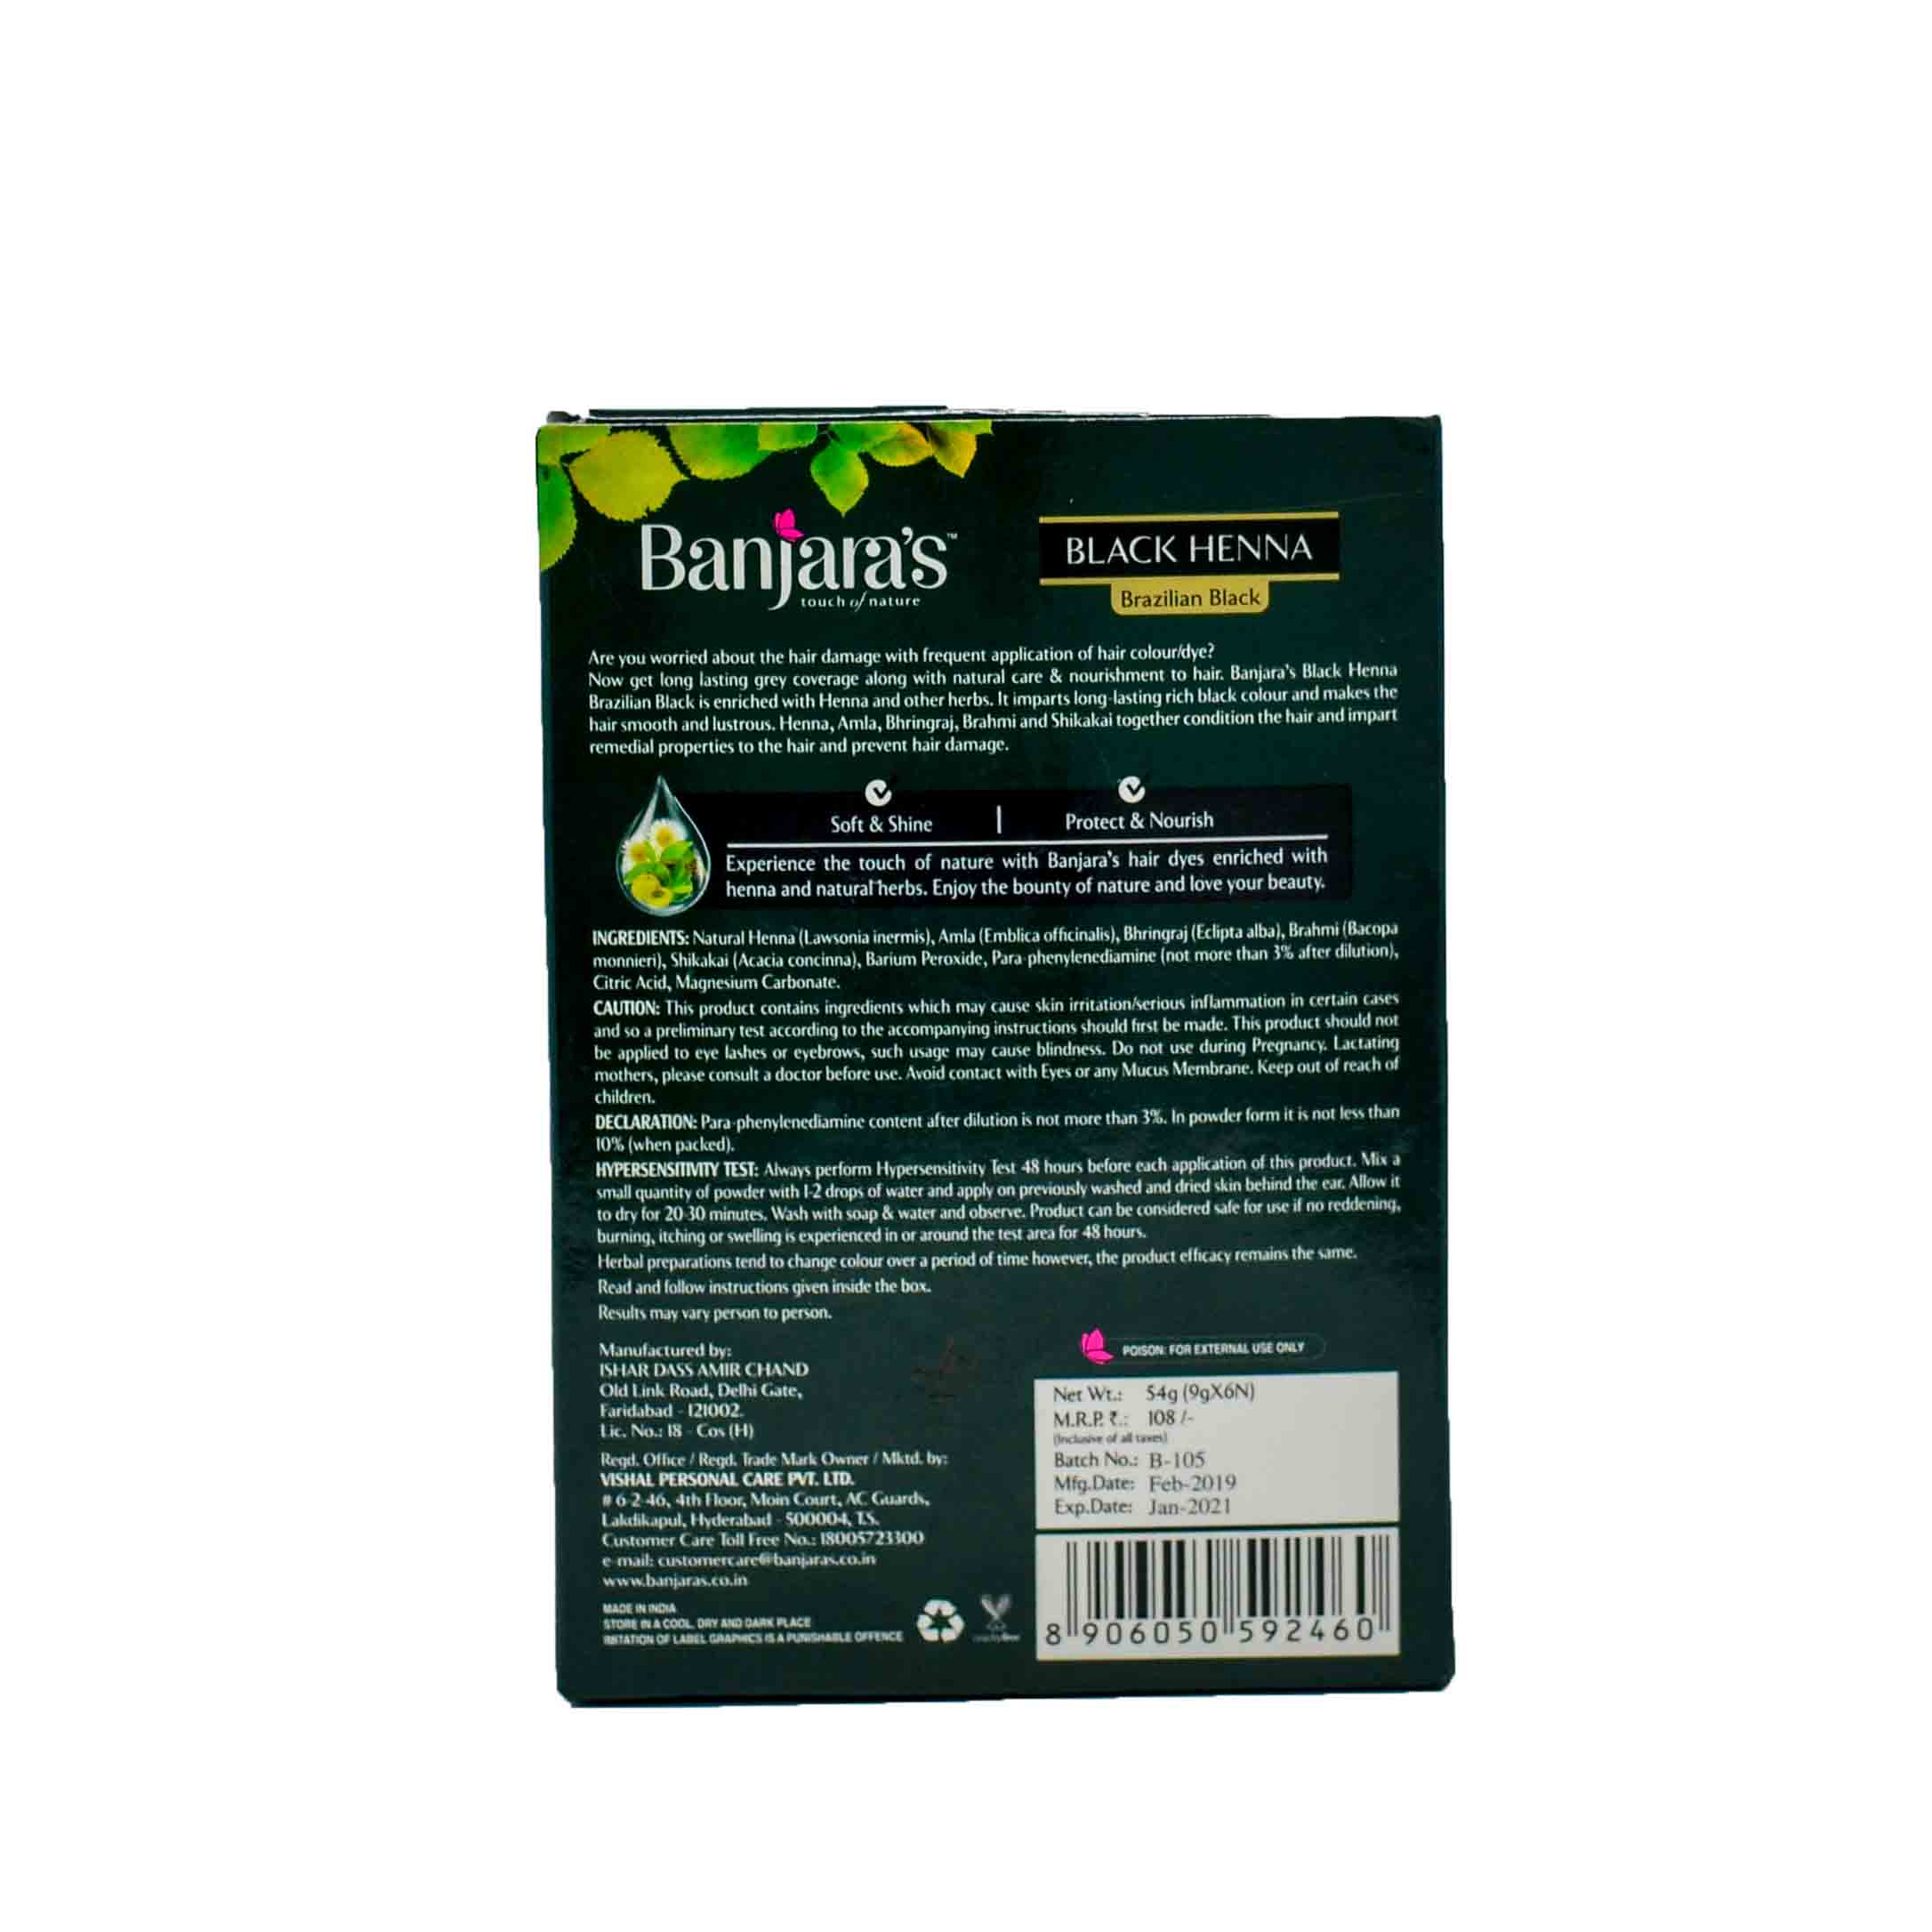 Banjara's™
touch of nature
BLACK HENNA
Brazilian Black
Are you worried about the hair damage with frequent application of hair colour/dye?
Now get long lasting grey coverage along with natural care & nourishment to hair. Banjara's Black Henna
Brazilian Black is enriched with Henna and other herbs. It imparts long-lasting rich black colour and makes the
hair smooth and lustrous. Henna, Amla, Bhringraj, Brahmi and Shikakai together condition the hair and impart
remedial properties to the hair and prevent hair damage.
Soft & Shine | Protect & Nourish
Experience the touch of nature with Banjara's hair dyes enriched with
henna and natural herbs. Enjoy the bounty of nature and love your beauty.
INGREDIENTS: Natural Henna (Lawsonia inermis), Amla (Emblica officinalis), Bhringraj (Eclipta alba), Brahmi (Bacopa
monnieri), Shikakai (Acacia concinna), Barium Peroxide, Para-phenylenediamine (not more than 3% after dilution),
Citric Acid, Magnesium Carbonate.
CAUTION: This product contains ingredients which may cause skin irritation/serious inflammation in certain cases
and so a preliminary test according to the accompanying instructions should first be made. This product should not
be applied to eye lashes or eyebrows, such usage may cause blindness. Do not use during Pregnancy. Lactating
mothers, please consult a doctor before use. Avoid contact with Eyes or any Mucus Membrane. Keep out of reach of
children.
DECLARATION: Para-phenylenediamine content after dilution is not more than 3%. In powder form it is not less than
10% (when packed).
HYPERSENSITIVITY TEST: Always perform Hypersensitivity Test 48 hours before each application of this product. Mix a
small quantity of powder with 1-2 drops of water and apply on previously washed and dried skin behind the ear. Allow it
to dry for 20-30 minutes. Wash with soap & water and observe. Product can be considered safe for use if no reddening,
burning, itching or swelling is experienced in or around the test area for 48 hours.
Herbal preparations tend to change colour over a period of time however, the product efficacy remains the same.
Read and follow instructions given inside the box.
Results may vary person to person.
Manufactured by:
ISHAR DASS AMIR CHAND
Old Link Road, Delhi Gate,
Faridabad - 121002.
Lic. No.: 18 - Cos (H)
Regd. Office / Regd. Trade Mark Owner / Mktd. by:
VISHAL PERSONAL CARE PVT. LTD.
# 6-2-46, 4th Floor, Moin Court, AC Guards,
Lakdikapul, Hyderabad - 500004, T.S.
Customer Care Toll Free No.: 18005723300
e-mail: customercare@banjaras.co.in
www.banjaras.co.in
MADE IN INDIA
STORE IN A COOL, DRY AND DARK PLACE
IMITATION OF LABEL GRAPHICS IS A PUNISHABLE OFFENCE
POISON: FOR EXTERNAL USE ONLY
Net Wt.: 54g (9gX6N)
M.R.P. ₹.: 108 /-
(Inclusive of all taxes)
Batch No.: B-105
Mfg.Date: Feb-2019
Exp.Date: Jan-2021
8 906050 592460